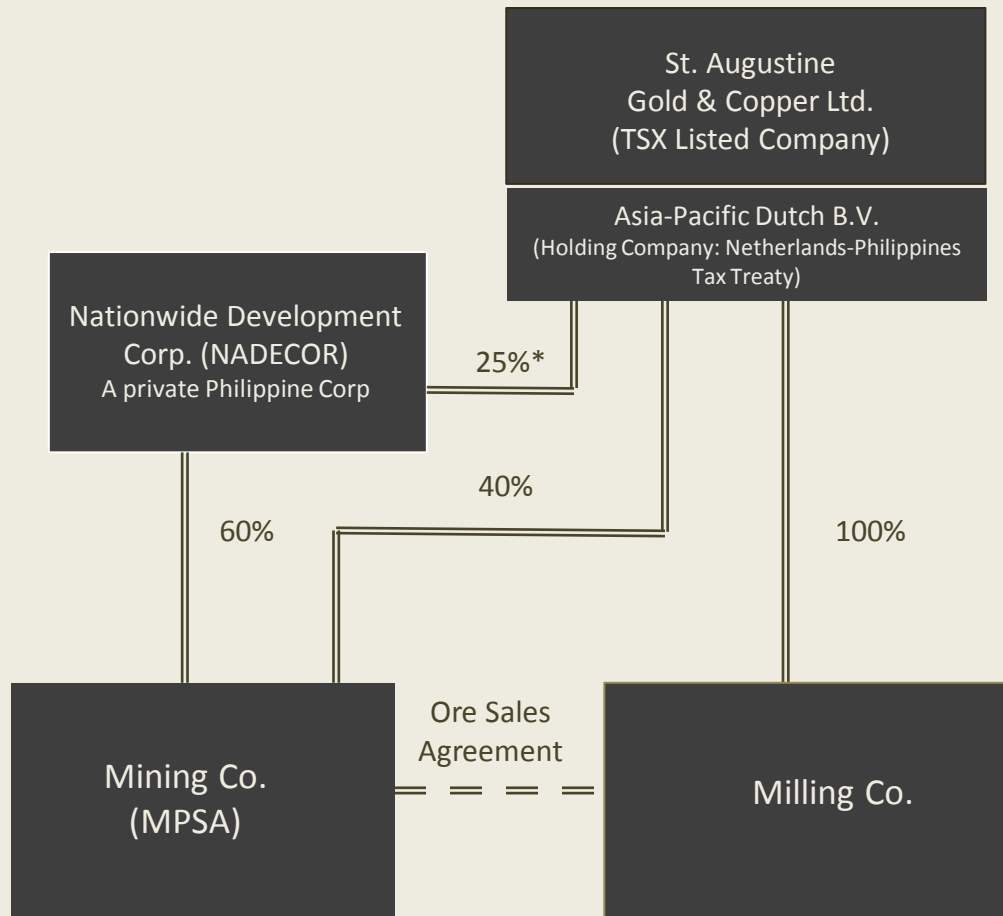 St. Augustine
Gold & Copper Ltd.
(TSX Listed Company)
Asia-Pacific Dutch B.V.
(Holding Company: Netherlands-Philippines
Tax Treaty)
Nationwide Development
Corp. (NADECOR)
A private Philippine Corp
25%*
40%
60%
100%
Ore Sales
Agreement
Mining Co.
(MPSA)
Milling Co.